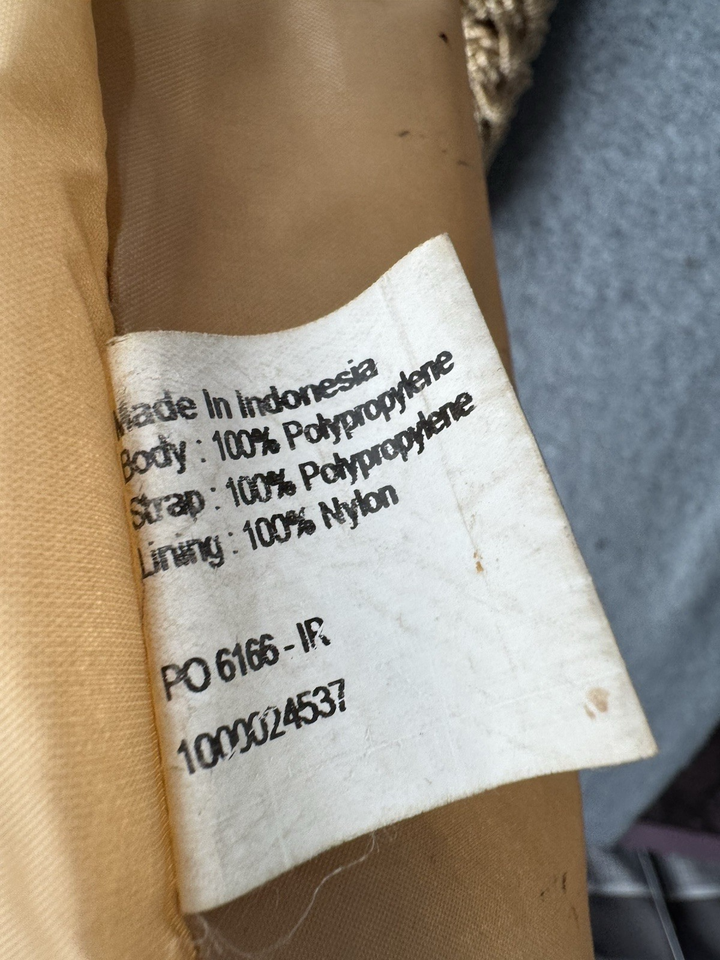 Made In Indonesia
Body : 100% Polypropylene
Strap : 100% Polypropylene
Lining : 100% Nylon
PO 6166 - IR
1000024537